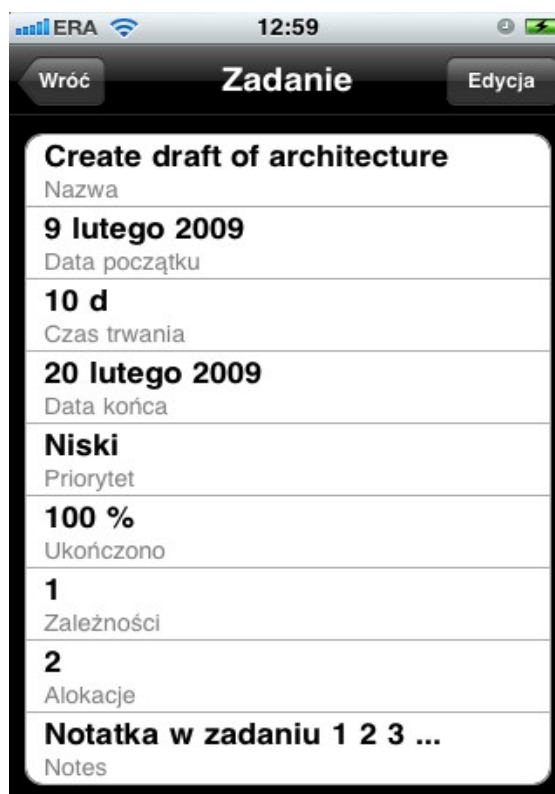 ERA 12:59
Wróć Zadanie Edycja
Create draft of architecture
Nazwa
9 lutego 2009
Data początku
10 d
Czas trwania
20 lutego 2009
Data końca
Niski
Priorytet
100 %
Ukończono
1
Zależności
2
Alokacje
Notatka w zadaniu 1 2 3 ...
Notes